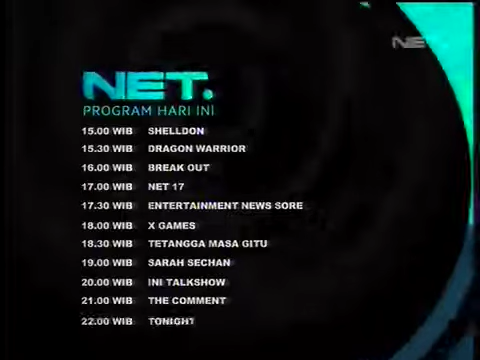 NET.
NET.
PROGRAM HARI INI
15.00 WIB SHELLDON
15.30 WIB DRAGON WARRIOR
16.00 WIB BREAK OUT
17.00 WIB NET 17
17.30 WIB ENTERTAINMENT NEWS SORE
18.00 WIB X GAMES
18.30 WIB TETANGGA MASA GITU
19.00 WIB SARAH SECHAN
20.00 WIB INI TALKSHOW
21.00 WIB THE COMMENT
22.00 WIB TONIGHT